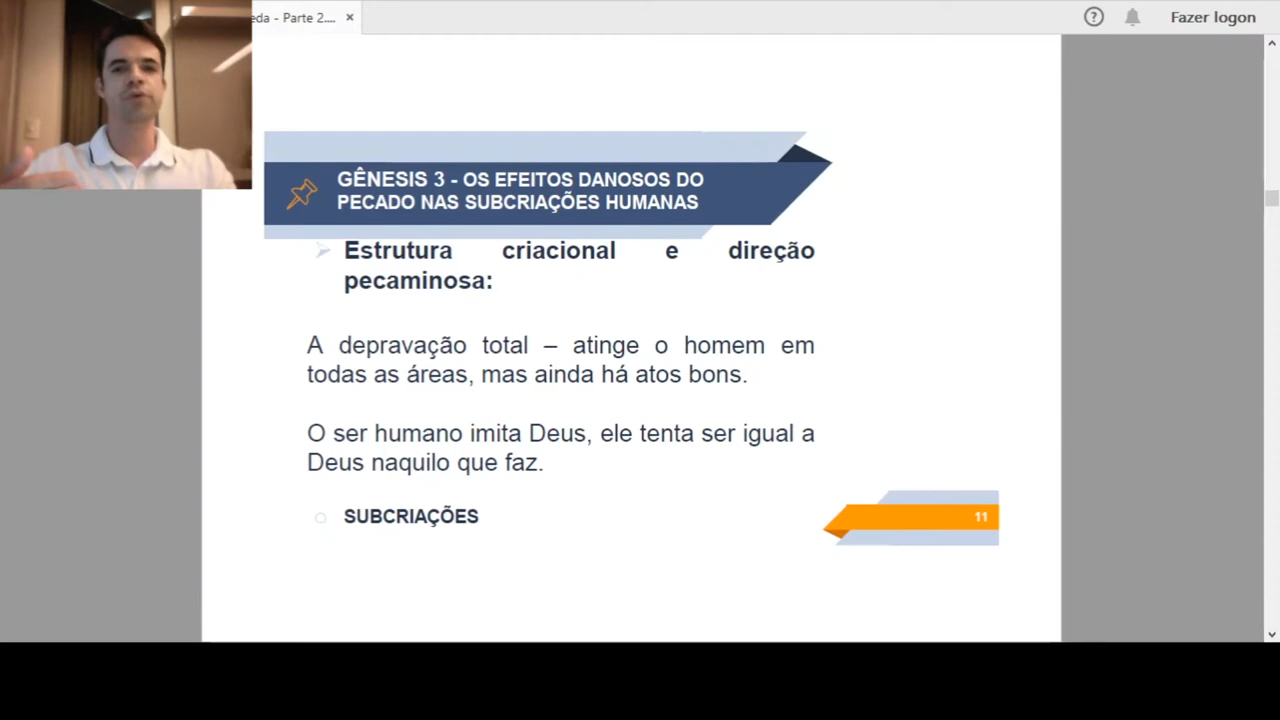 eda - Parte 2....
Fazer logon
GÊNESIS 3 - OS EFEITOS DANOSOS DO
PECADO NAS SUBCRIAÇÕES HUMANAS
Estrutura criacional e direção
pecaminosa:
A depravação total – atinge o homem em
todas as áreas, mas ainda há atos bons.
O ser humano imita Deus, ele tenta ser igual a
Deus naquilo que faz.
SUBCRIAÇÕES
11